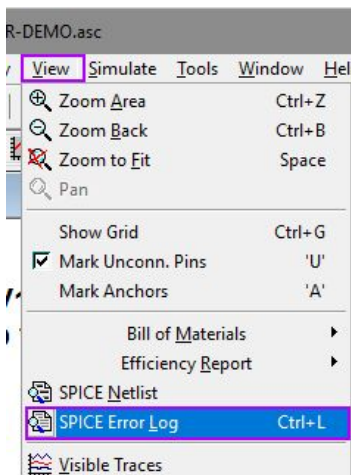 R-DEMO.asc
View Simulate Tools Window Hel
Zoom Area Ctrl+Z
Zoom Back Ctrl+B
Zoom to Fit Space
Pan
Show Grid Ctrl+G
Mark Unconn. Pins 'U'
Mark Anchors 'A'
Bill of Materials
Efficiency Report
SPICE Netlist
SPICE Error Log Ctrl+L
Visible Traces